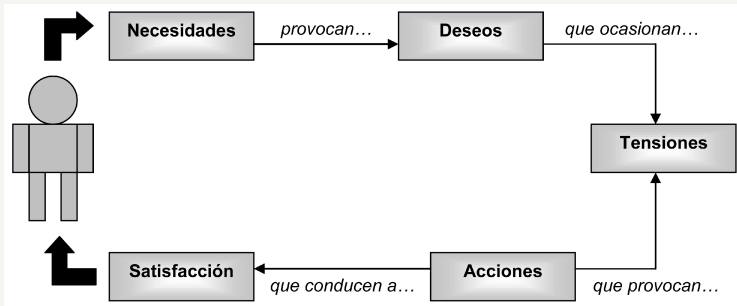 Necesidades
provocan…
Deseos
que ocasionan…
Tensiones
Satisfacción
que conducen a…
Acciones
que provocan…